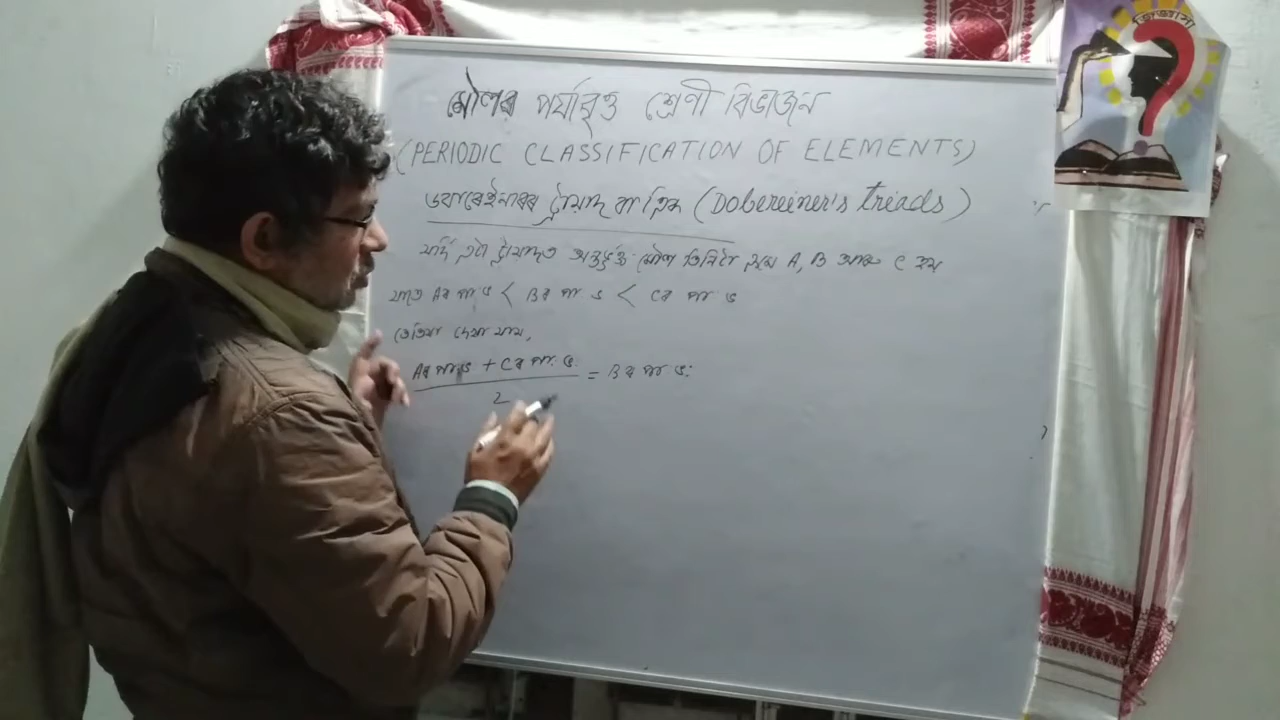 মৌলৰ পৰ্যাবৃত্ত শ্ৰেণী বিভাজন
(PERIODIC CLASSIFICATION OF ELEMENTS)
ডবাৰেইনাৰৰ ট্ৰায়াড বা ত্ৰিক (Dobereiner's triads)
যদি এটা ট্ৰায়াডত অন্তৰ্ভুক্ত মৌল তিনিটা ক্ৰমে A, B আৰু C হয়
যাতে Aৰ পা. ভ < Bৰ পা. ভ < Cৰ পা. ভ
তেতিয়া দেখা যায়,
Aৰ পা. ভ + Cৰ পা. ভ.
= Bৰ পা ভ.
2
জিজ্ঞাসা